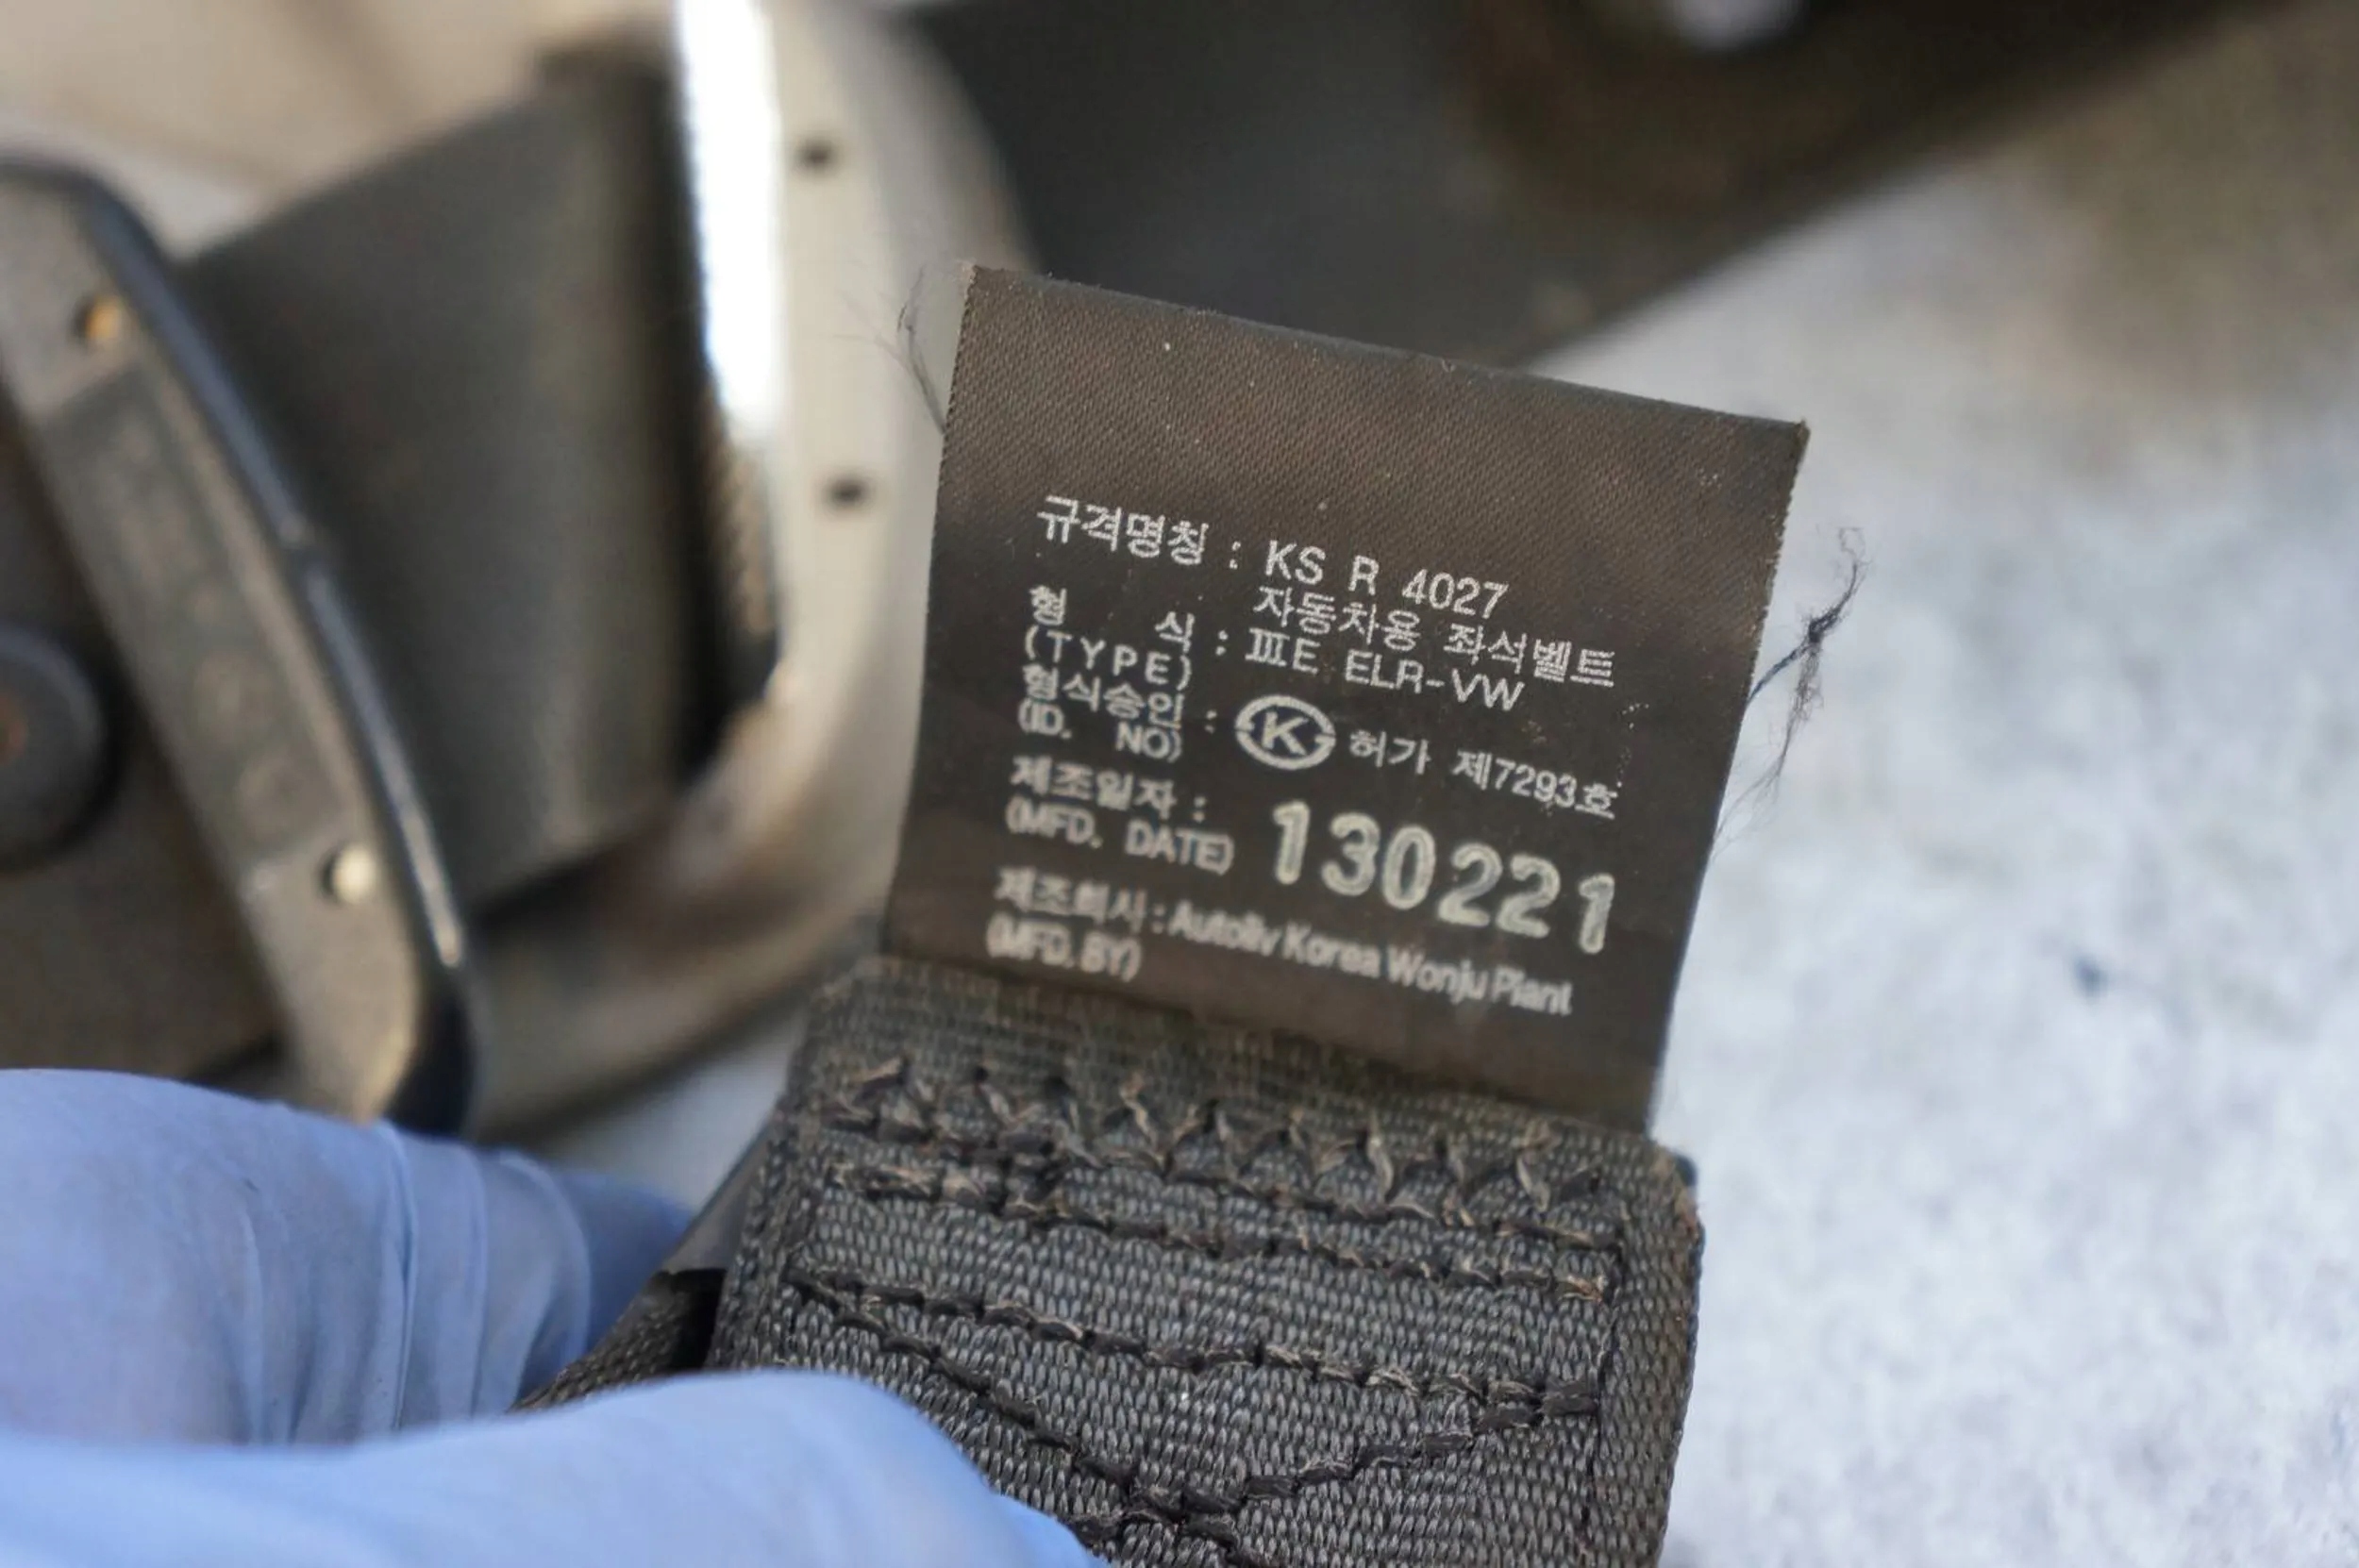 규격명칭 : KS R 4027
자동차용 좌석벨트
형 식 : ⅢE ELR-VW
(TYPE)
형식승인 : K 허가 제7293호
(ID. NO)
제조일자 : 130221
(MFD. DATE)
제조회사 : Autoliv Korea Wonju Plant
(MFD. BY)